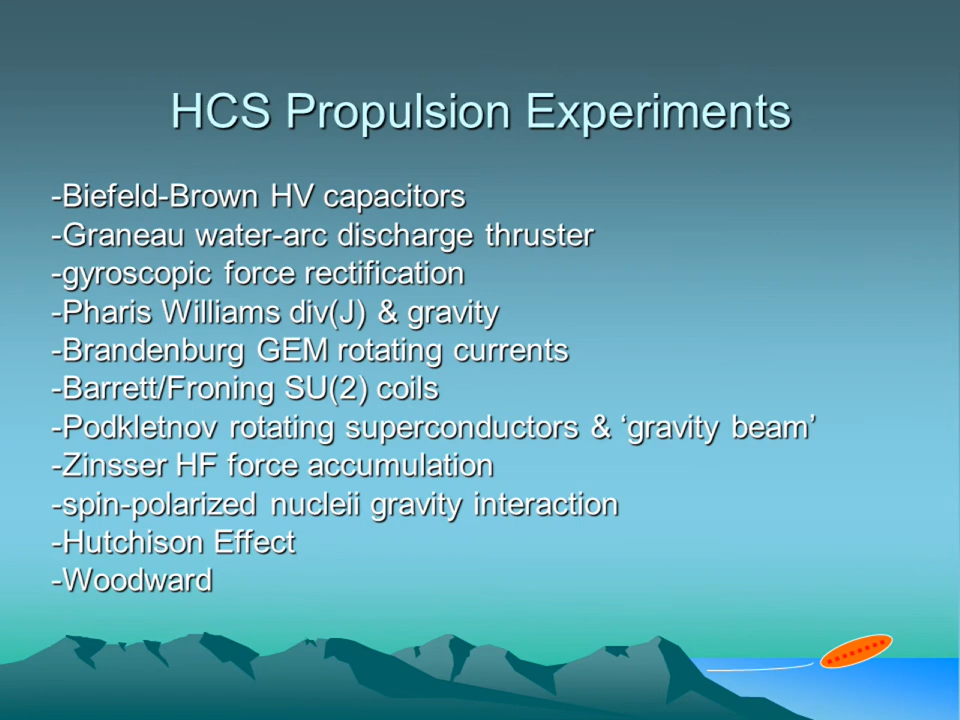 HCS Propulsion Experiments
-Biefeld-Brown HV capacitors
-Graneau water-arc discharge thruster
-gyroscopic force rectification
-Pharis Williams div(J) & gravity
-Brandenburg GEM rotating currents
-Barrett/Froning SU(2) coils
-Podkletnov rotating superconductors & ‘gravity beam’
-Zinsser HF force accumulation
-spin-polarized nucleii gravity interaction
-Hutchison Effect
-Woodward